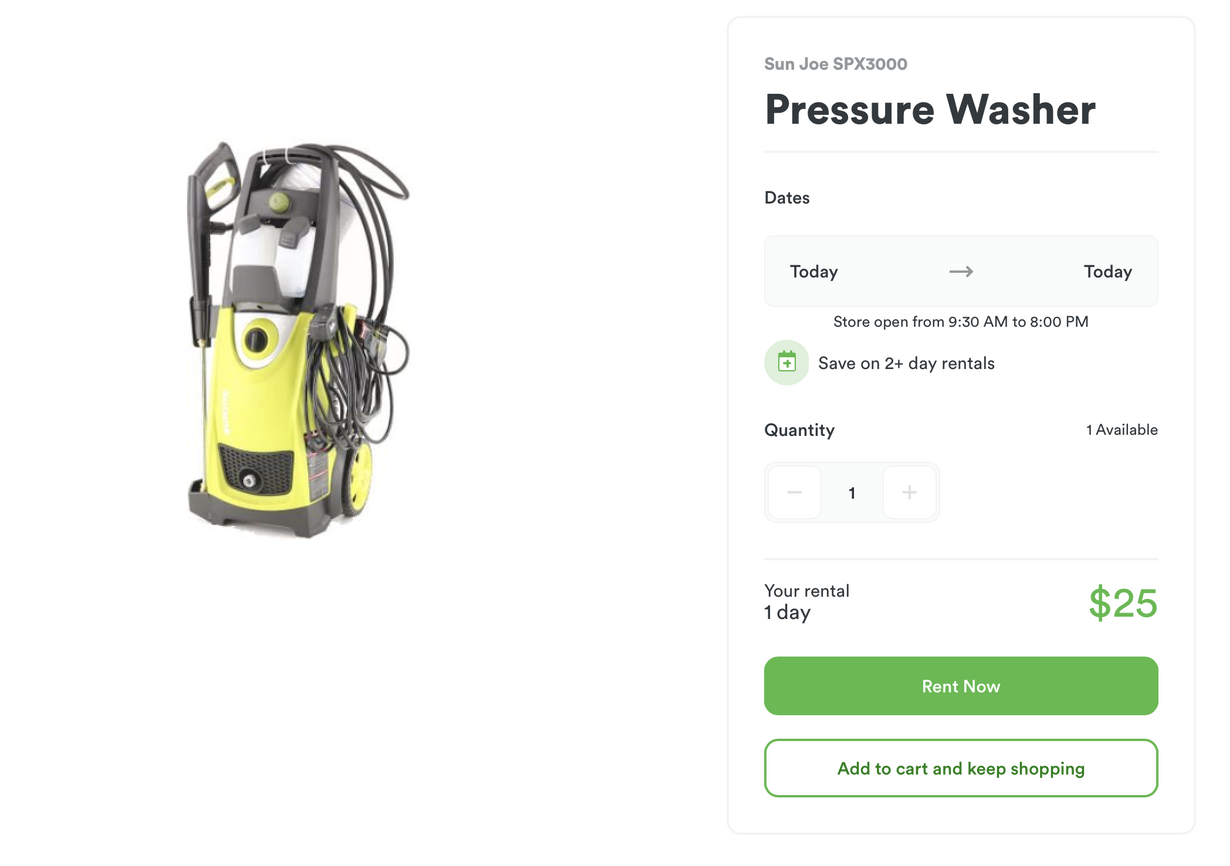 Sun Joe SPX3000
Pressure Washer
Dates
Today → Today
Store open from 9:30 AM to 8:00 PM
Save on 2+ day rentals
Quantity
1 Available
− 1 +
Your rental
1 day
$25
Rent Now
Add to cart and keep shopping